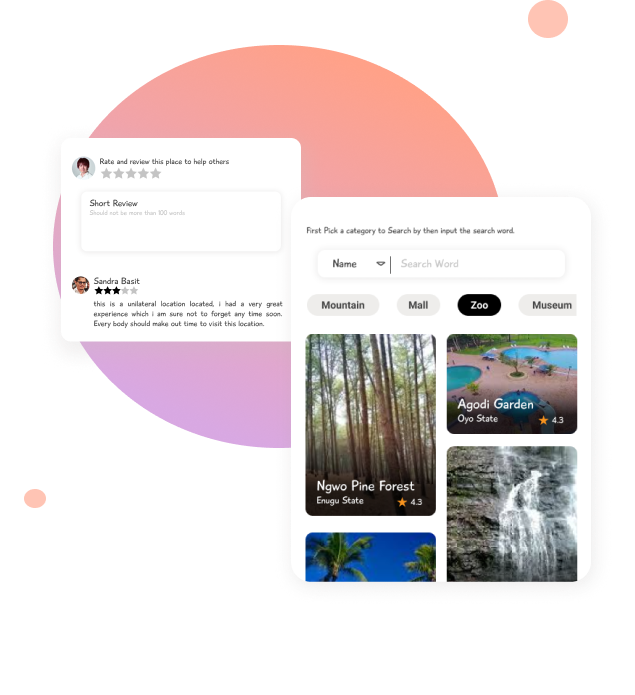 Rate and review this place to help others
Short Review
Should not be more than 100 words
Sandra Basit
this is a unilateral location located, i had a very great
experience which i am sure not to forget any time soon.
Every body should make out time to visit this location.
First Pick a category to Search by then input the search word.
Name
Search Word
Mountain
Mall
Zoo
Museum
Ngwo Pine Forest
Enugu State
4.3
Agodi Garden
Oyo State
4.3